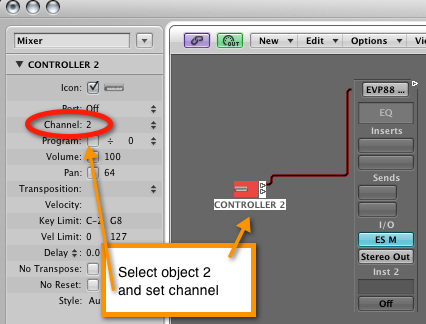 Mixer
CONTROLLER 2
Icon:
Port: Off
Channel: 2
Program: ÷ 0
Volume: 100
Pan: 64
Transposition:
Velocity:
Key Limit: C-2 G8
Vel Limit: 0 127
Delay 0.0
No Transpose:
No Reset:
Style: Au
Select object 2
and set channel
OUT
New
Edit
Options
Vi
CONTROLLER 2
EVP88 ...
EQ
Inserts
Sends
I/O
ES M
Stereo Out
Inst 2
Off